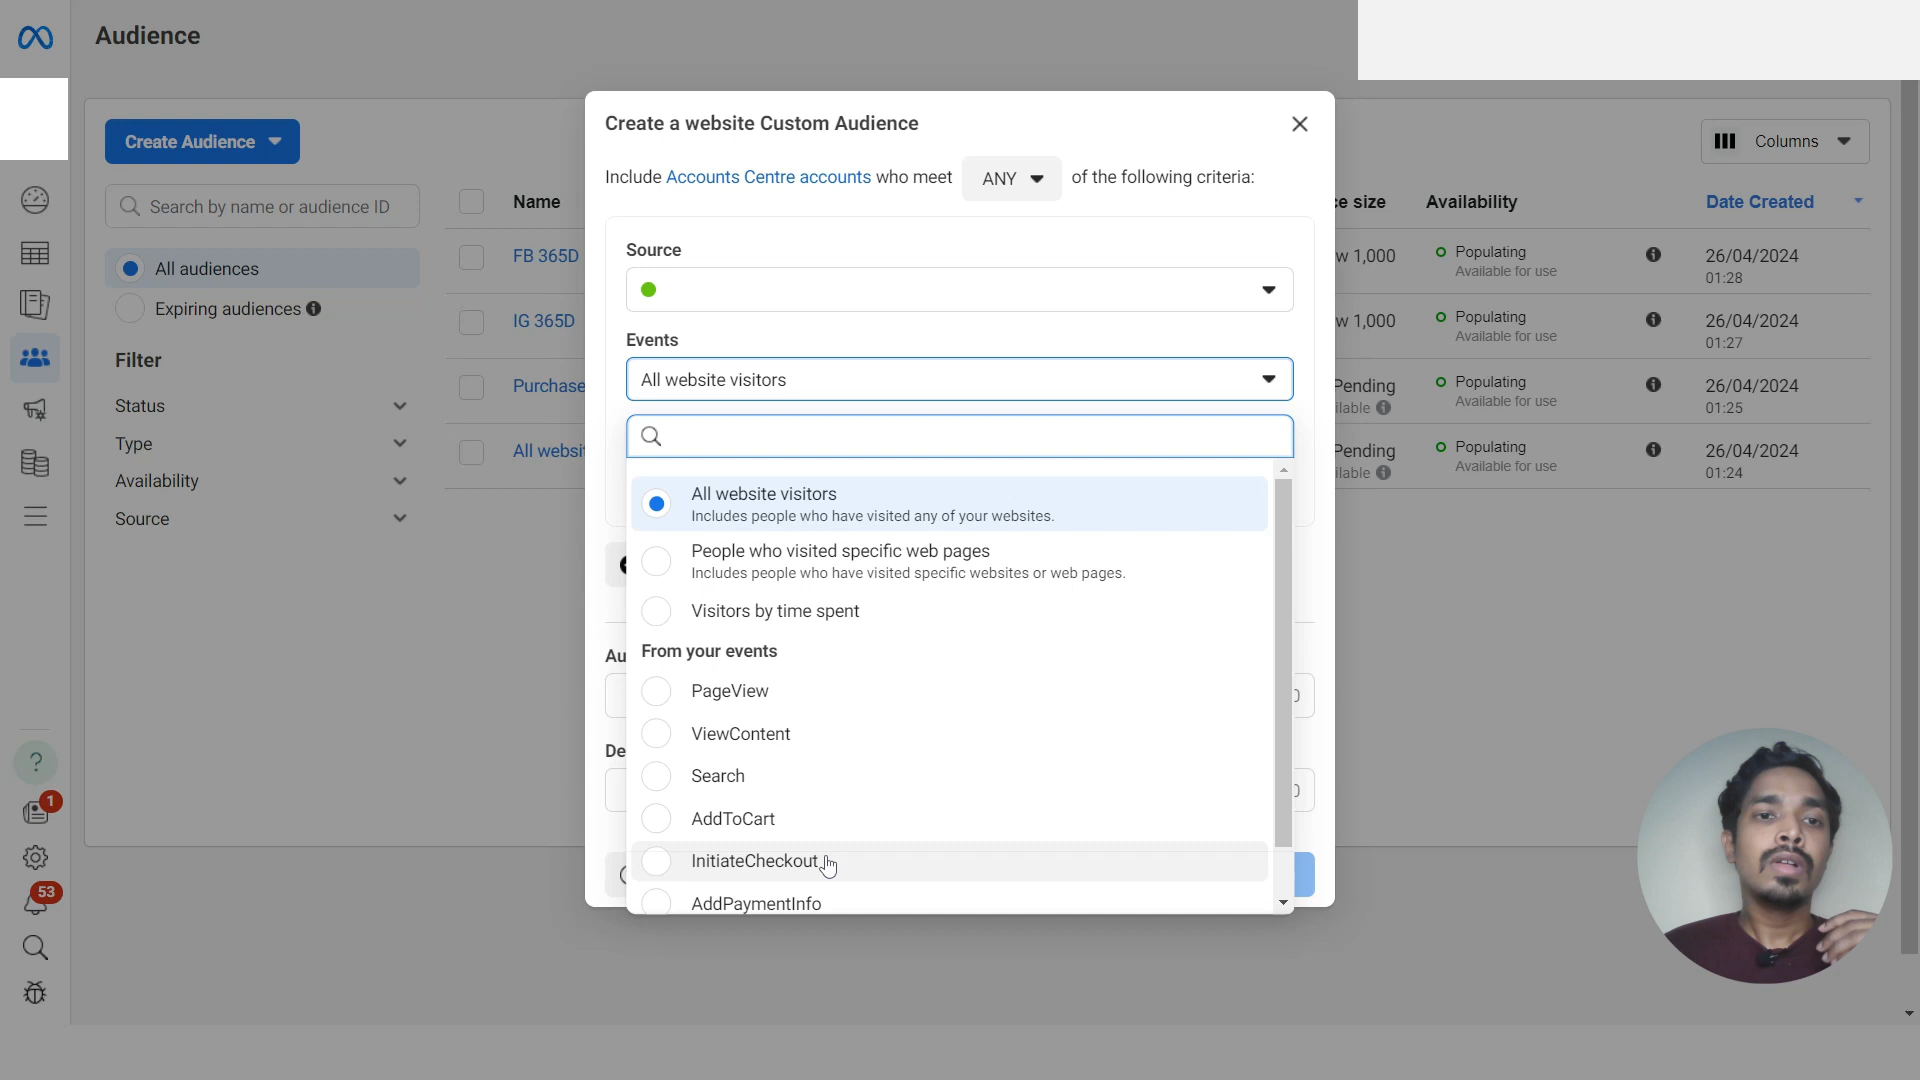 Audience
Create Audience
Search by name or audience ID
All audiences
Expiring audiences
Filter
Status
Type
Availability
Source
?
1
53
Name
FB 365D
IG 365D
Purchase
All websi
Create a website Custom Audience
Include Accounts Centre accounts who meet ANY of the following criteria:
Source
Events
All website visitors
All website visitors
Includes people who have visited any of your websites.
People who visited specific web pages
Includes people who have visited specific websites or web pages.
Visitors by time spent
From your events
PageView
ViewContent
Search
AddToCart
InitiateCheckout
AddPaymentInfo
Au
De
Columns
ce size Availability Date Created
w 1,000 Populating 26/04/2024
Available for use 01:28
w 1,000 Populating 26/04/2024
Available for use 01:27
Pending Populating 26/04/2024
ilable Available for use 01:25
Pending Populating 26/04/2024
ilable Available for use 01:24